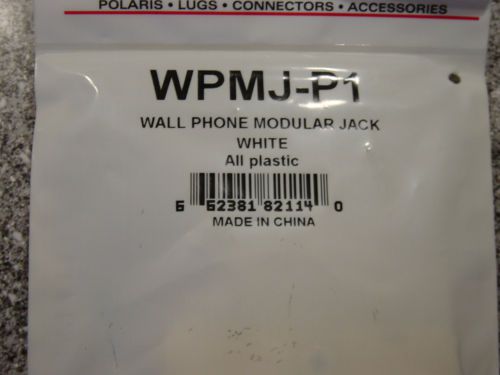 POLARIS • LUGS • CONNECTORS • ACCESSORIES
WPMJ-P1
WALL PHONE MODULAR JACK
WHITE
All plastic
6 62381 82114 0
MADE IN CHINA